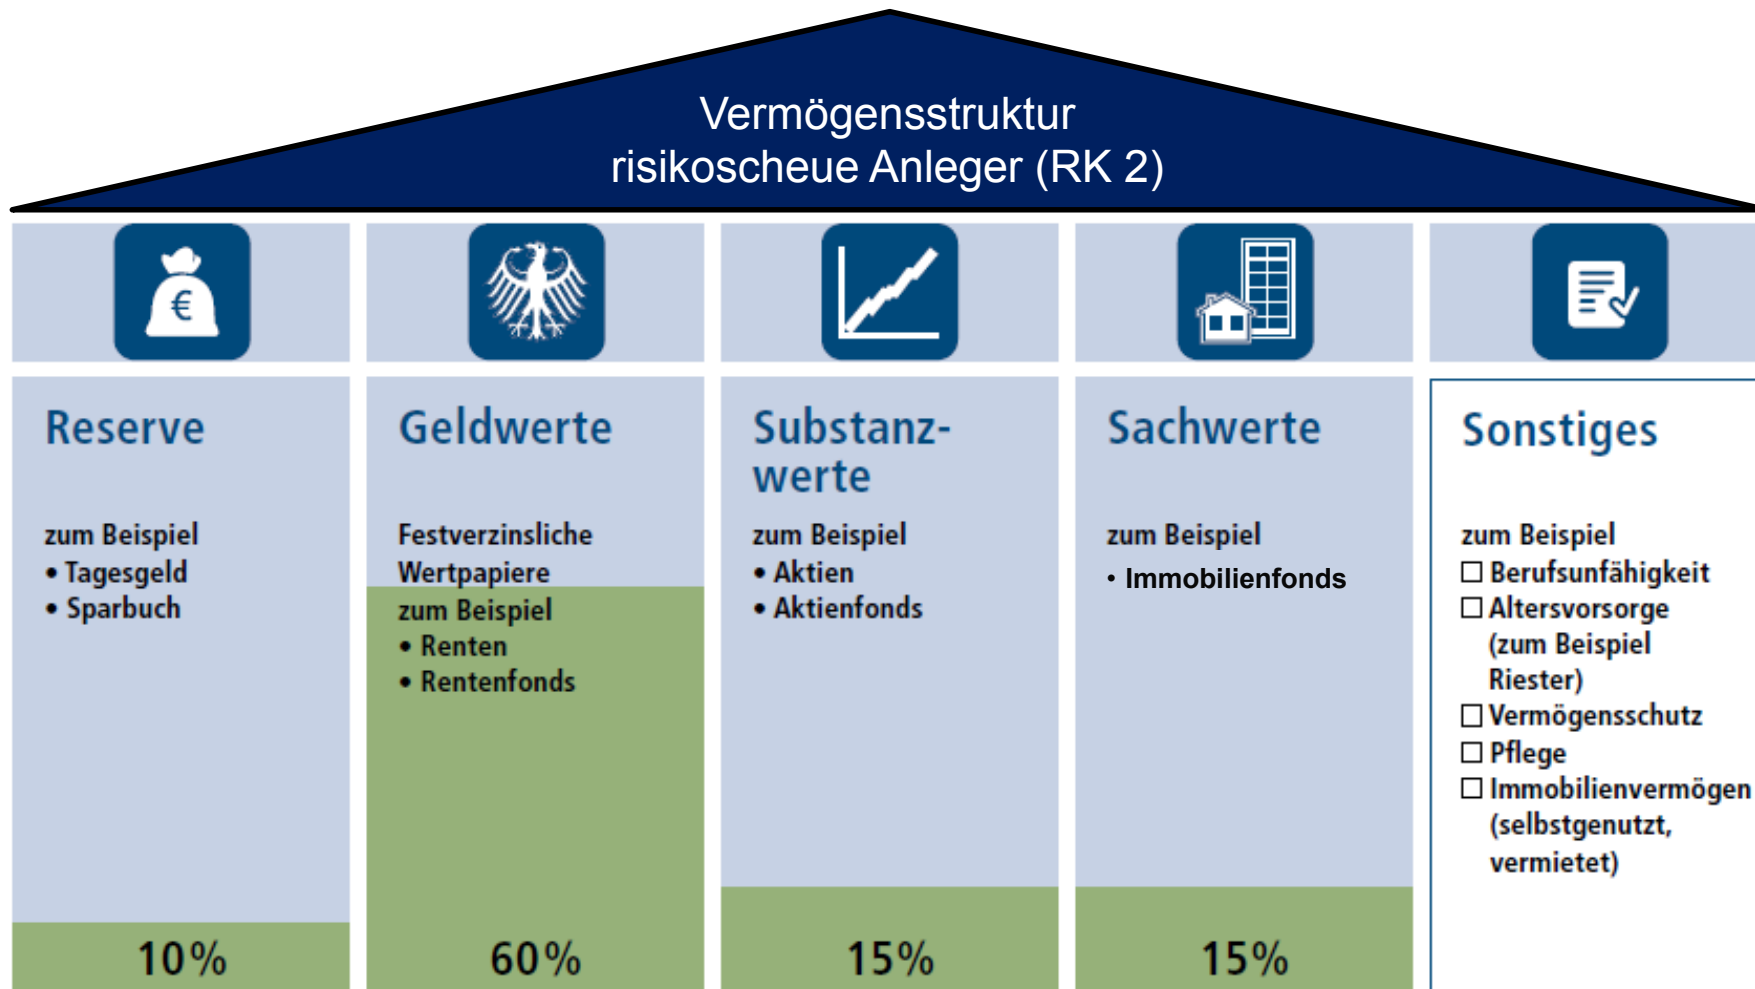 Vermögensstruktur
risikoscheue Anleger (RK 2)
€
Reserve
zum Beispiel
• Tagesgeld
• Sparbuch
10%
Geldwerte
Festverzinsliche
Wertpapiere
zum Beispiel
• Renten
• Rentenfonds
60%
Substanz-
werte
zum Beispiel
• Aktien
• Aktienfonds
15%
Sachwerte
zum Beispiel
• Immobilienfonds
15%
Sonstiges
zum Beispiel
☐ Berufsunfähigkeit
☐ Altersvorsorge
(zum Beispiel
Riester)
☐ Vermögensschutz
☐ Pflege
☐ Immobilienvermögen
(selbstgenutzt,
vermietet)